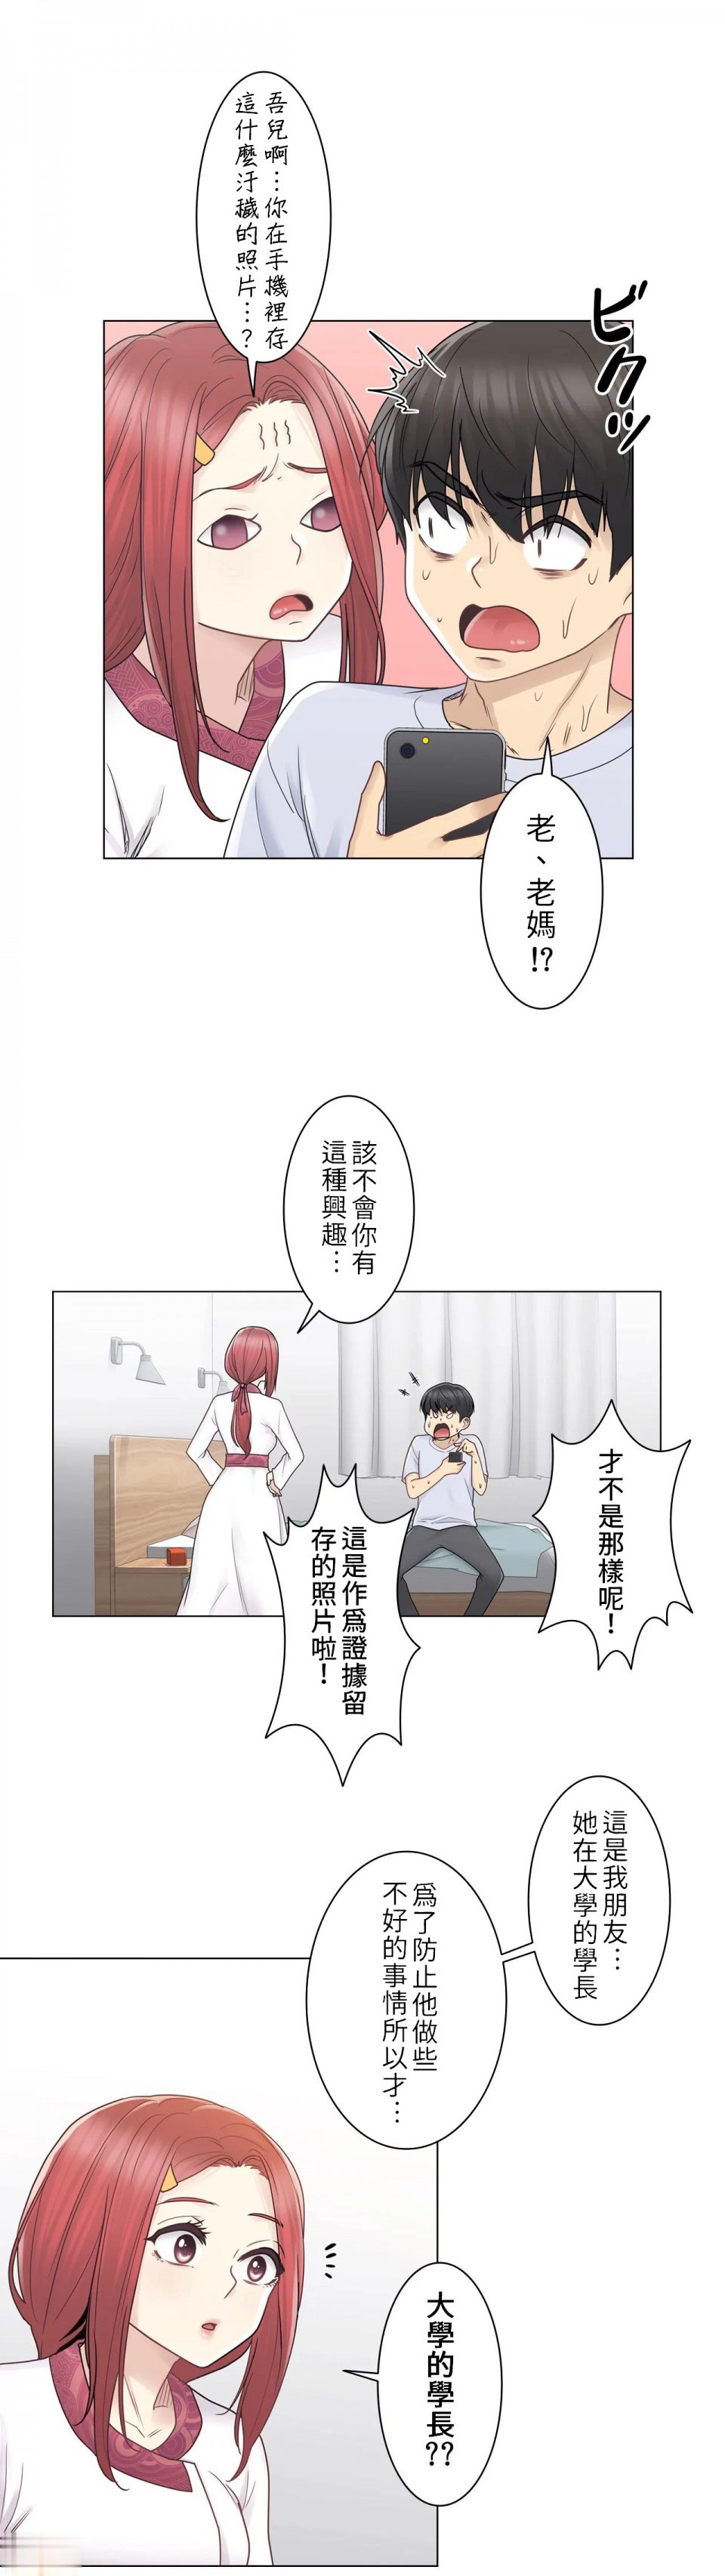 吾兒啊…你在手機裡存
這什麼汙穢的照片…?
ビクッ
老、老媽!?
該不會你有
這種興趣…
才不是那樣呢!
這是作為證據留
存的照片啦!
這是我朋友…
她在大學的學長
為了防止他做些
不好的事情所以才…
大學的學長??